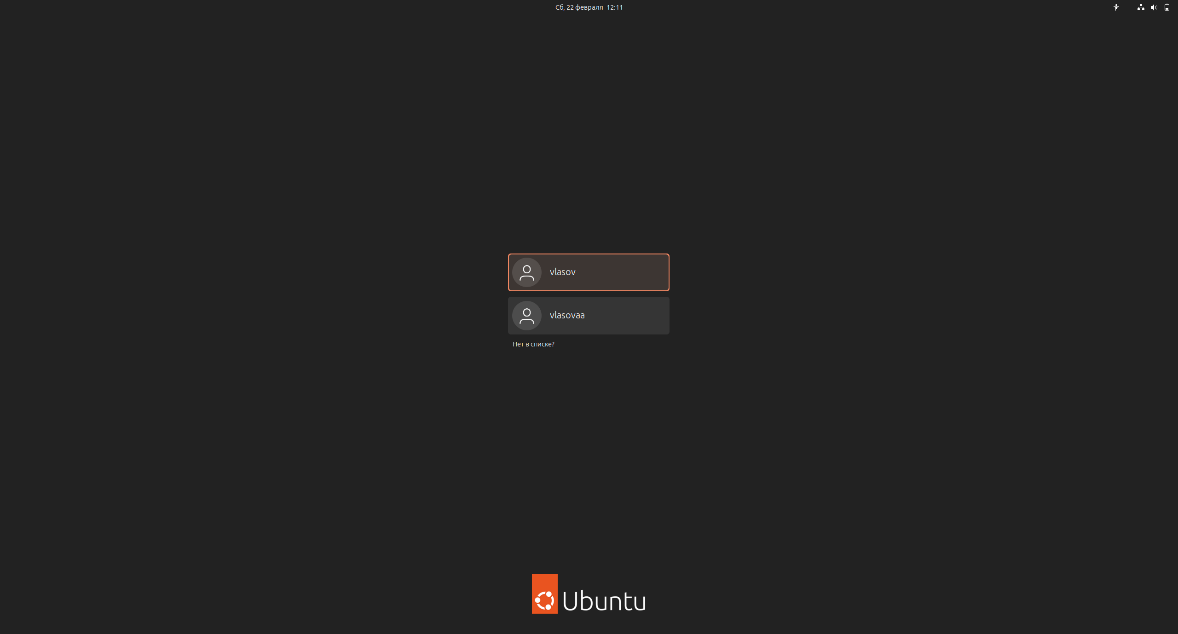 Сб, 22 февраля 12:11
vlasov
vlasovaa
Нет в списке?
Ubuntu